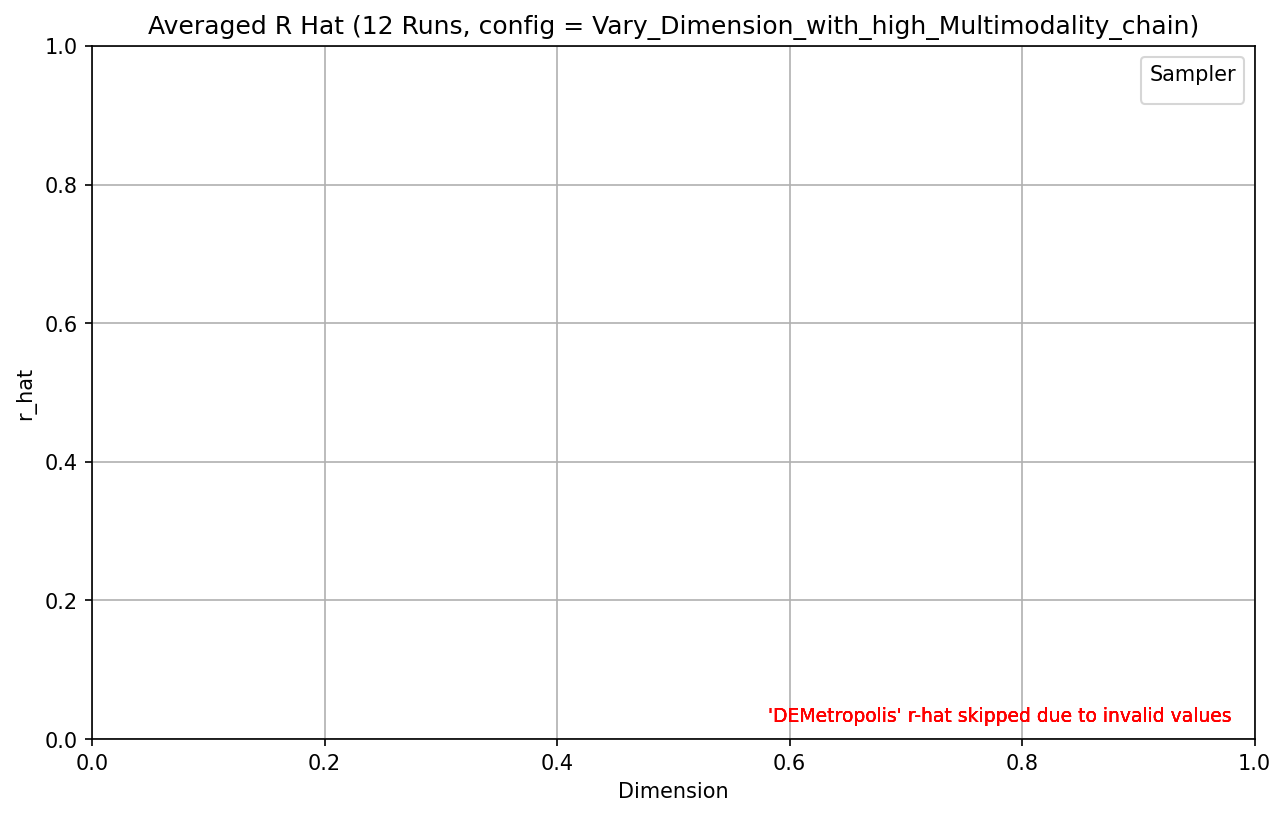 Averaged R Hat (12 Runs, config = Vary_Dimension_with_high_Multimodality_chain)
Sampler
1.0
0.8
0.6
0.4
0.2
0.0
r_hat
'DEMetropolis' r-hat skipped due to invalid values
0.0 0.2 0.4 0.6 0.8 1.0
Dimension